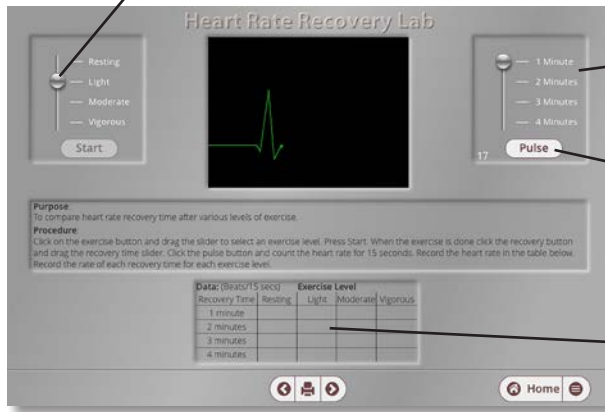 Heart Rate Recovery Lab
Resting
Light
Moderate
Vigorous
Start
1 Minute
2 Minutes
3 Minutes
4 Minutes
17
Pulse
Purpose
To compare heart rate recovery time after various levels of exercise.
Procedure
Click on the exercise button and drag the slider to select an exercise level. Press Start. When the exercise is done click the recovery button
and drag the recovery time slider. Click the pulse button and count the heart rate for 15 seconds. Record the heart rate in the table below.
Record the rate of each recovery time for each exercise level.
Data: (Beats/15 secs) Exercise Level
Recovery Time Resting Light Moderate Vigorous
1 minute
2 minutes
3 minutes
4 minutes
Home